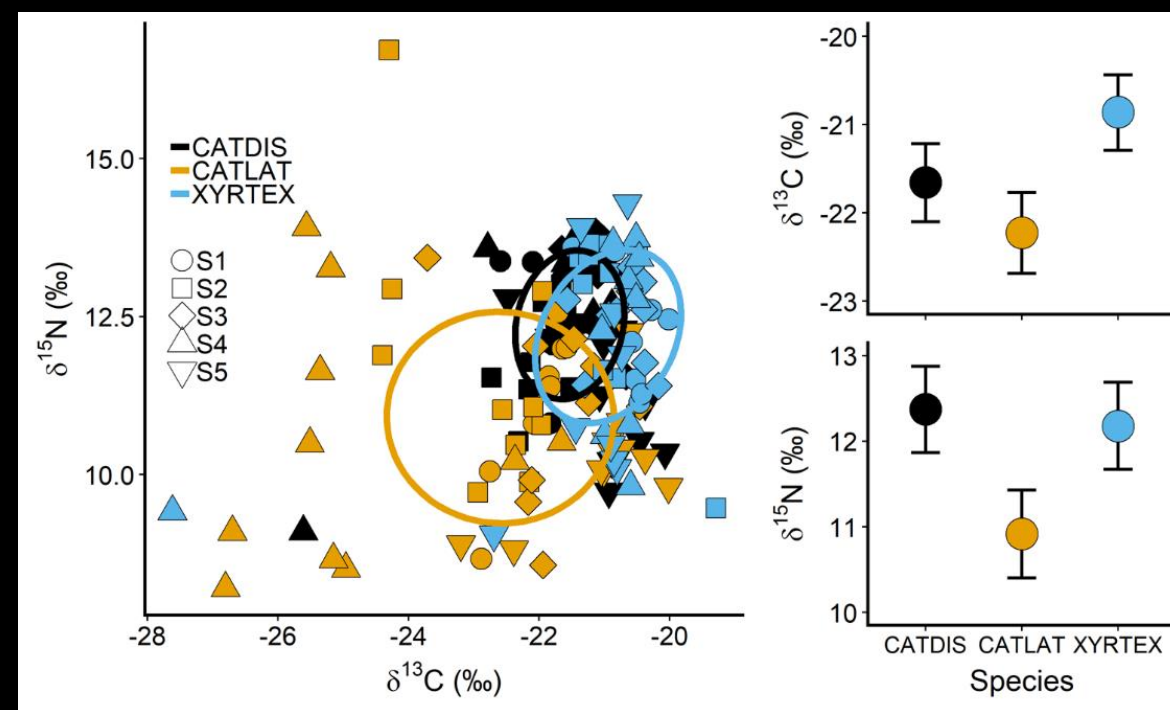 δ15N (‰)
15.0
12.5
10.0
CATDIS
CATLAT
XYRTEX
S1
S2
S3
S4
S5
-28 -26 -24 -22 -20
δ13C (‰)
δ13C (‰)
-20
-21
-22
-23
δ15N (‰)
13
12
11
10
CATDIS CATLAT XYRTEX
Species